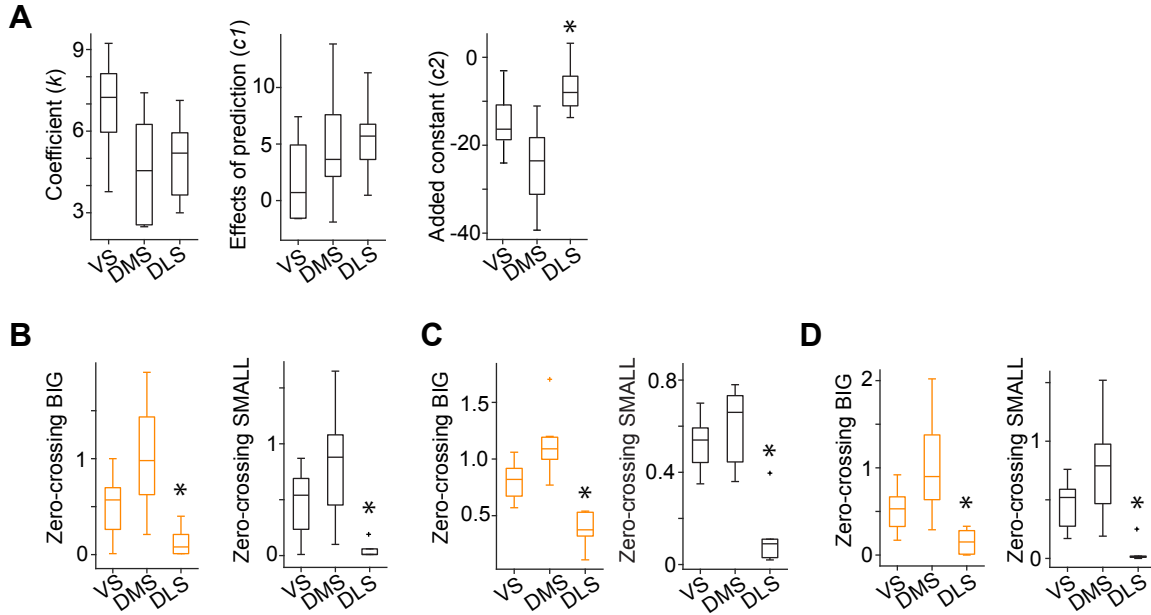 A
Coefficient (k)
9
6
3
VS
DMS
DLS
Effects of prediction (c1)
10
5
0
VS
DMS
DLS
Added constant (c2)
0
-20
-40
*
VS
DMS
DLS
B
Zero-crossing BIG
1
0
*
VS
DMS
DLS
Zero-crossing SMALL
1
0
*
VS
DMS
DLS
C
Zero-crossing BIG
1.5
1.0
0.5
*
VS
DMS
DLS
Zero-crossing SMALL
0.8
0.4
0
*
VS
DMS
DLS
D
Zero-crossing BIG
2
1
0
*
VS
DMS
DLS
Zero-crossing SMALL
1
0
*
VS
DMS
DLS